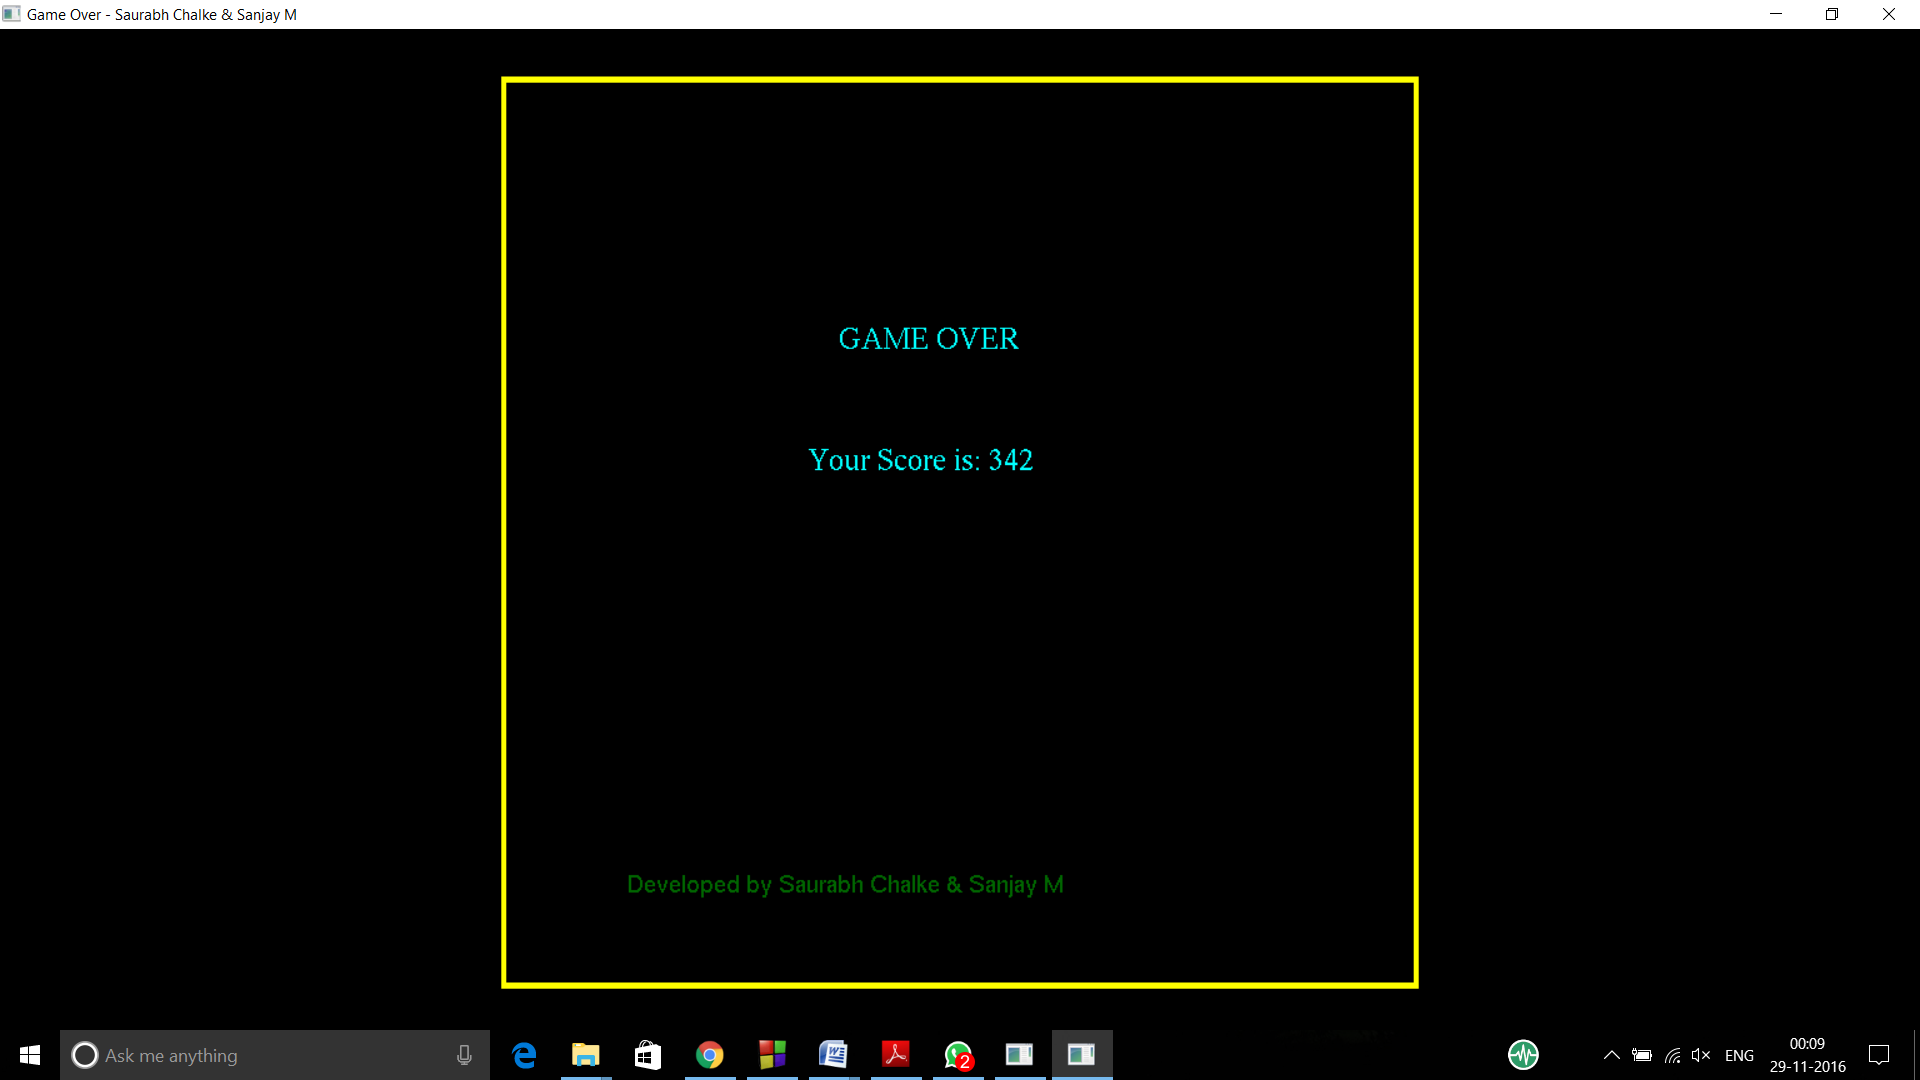 Game Over - Saurabh Chalke & Sanjay M
GAME OVER
Your Score is: 342
Developed by Saurabh Chalke & Sanjay M
Ask me anything
2
ENG
00:09
29-11-2016